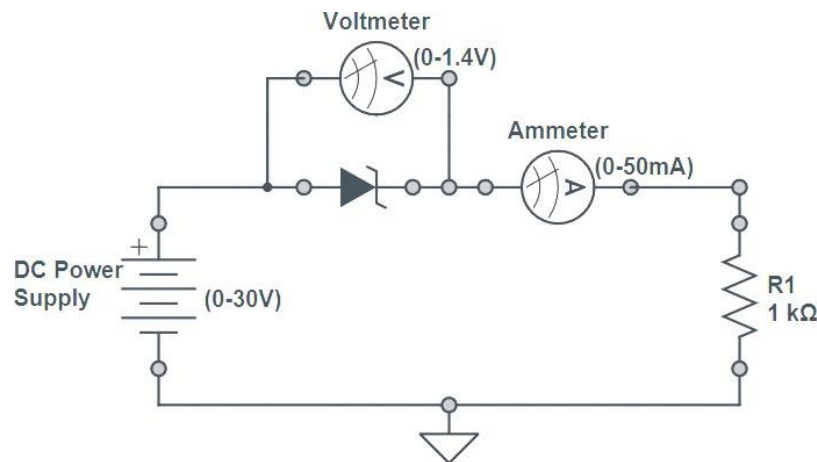 Voltmeter
(0-1.4V)
V
Ammeter
(0-50mA)
A
+
DC Power
Supply
(0-30V)
R1
1 kΩ